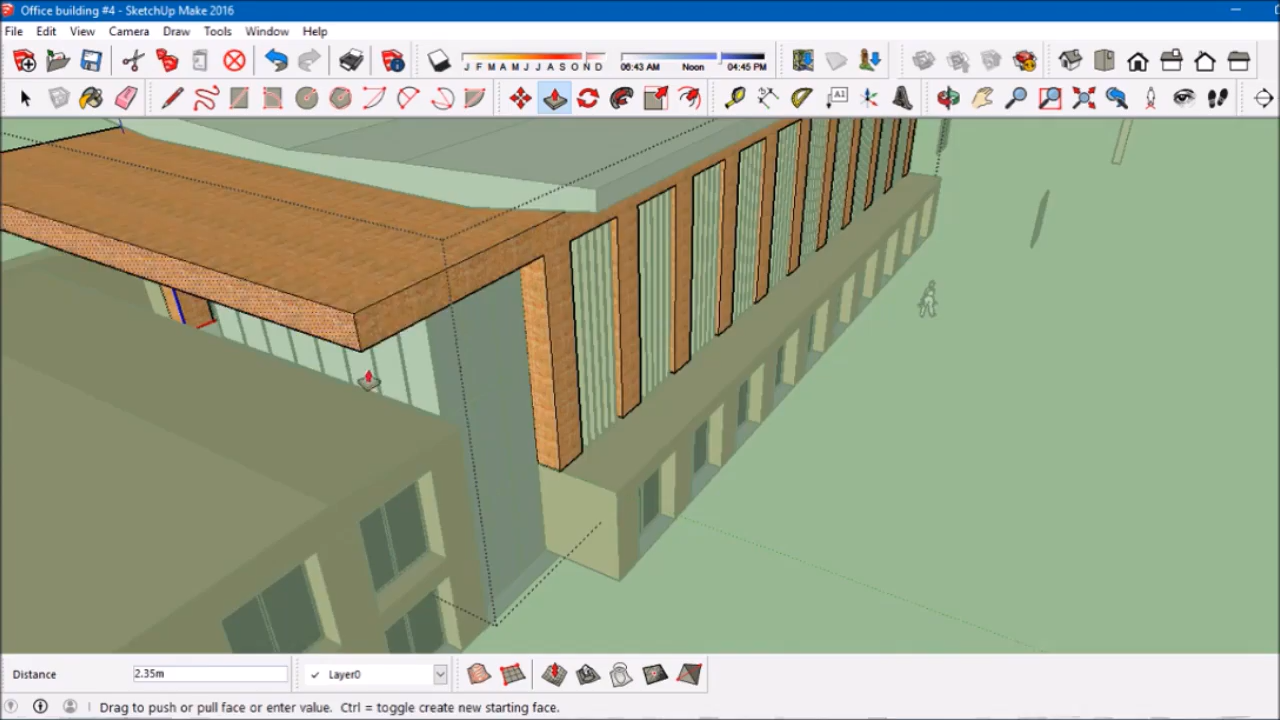 Office building #4 - SketchUp Make 2016
File Edit View Camera Draw Tools Window Help
J F M A M J J A S O N D
06:43 AM Noon 04:45 PM
A1
Distance 2.35m ✓ Layer0
Drag to push or pull face or enter value. Ctrl = toggle create new starting face.